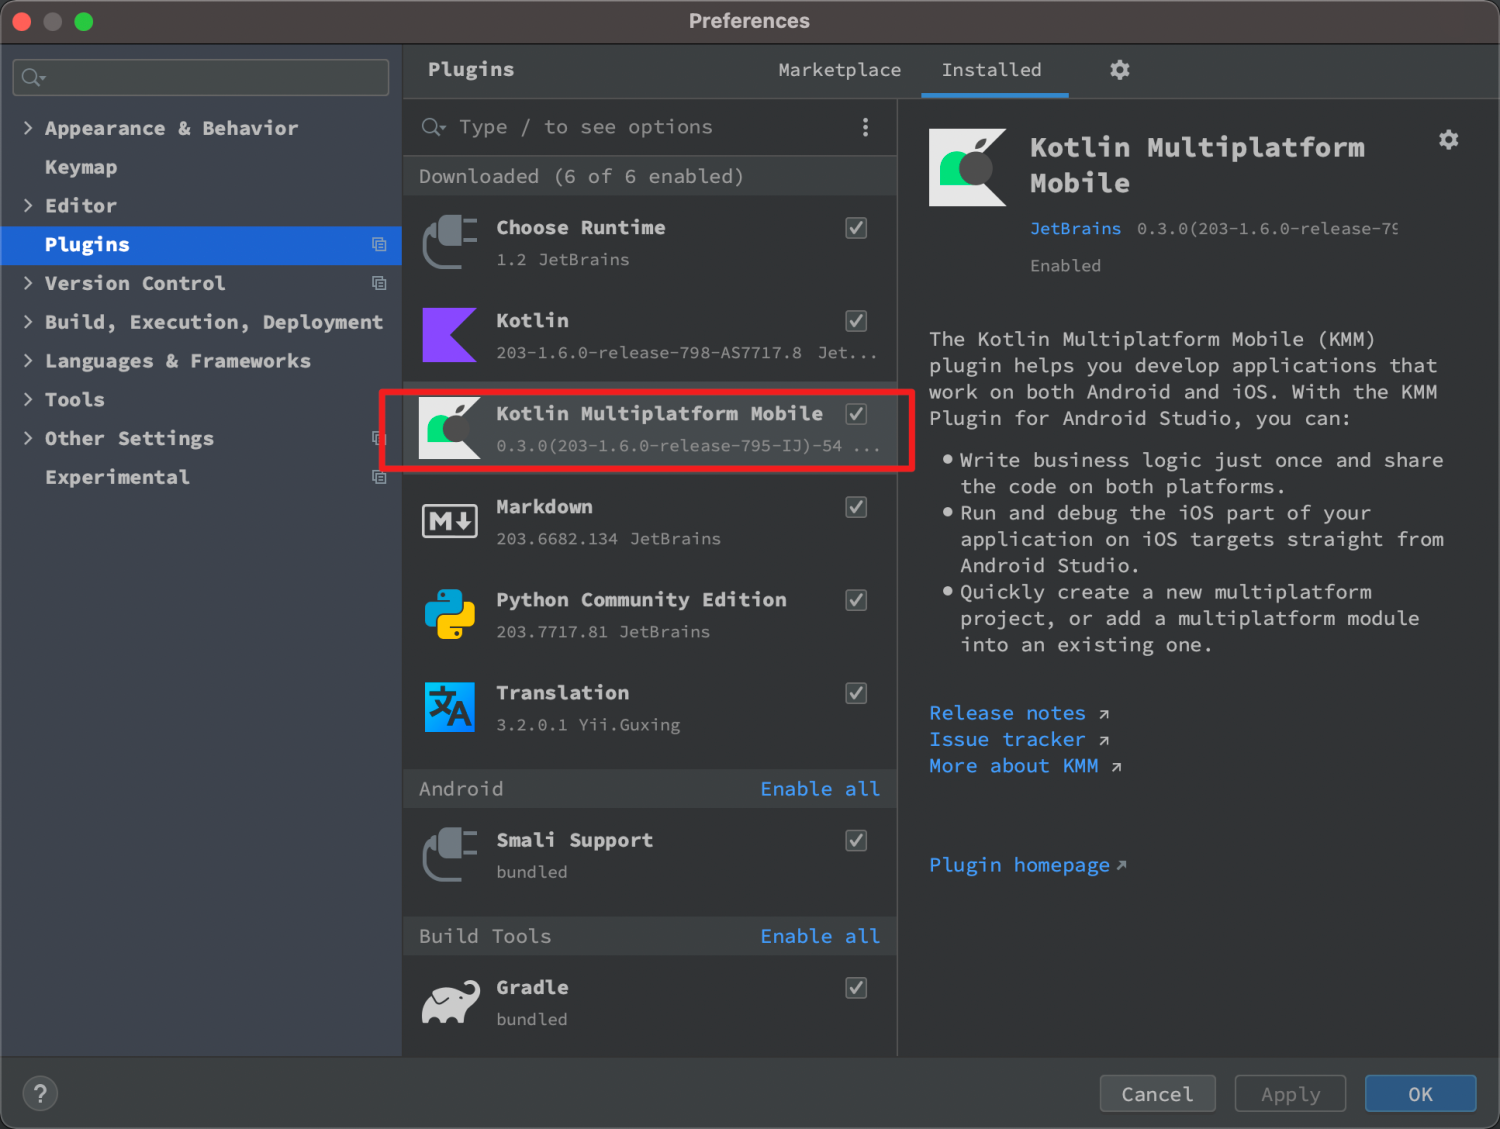 Preferences
Appearance & Behavior
Keymap
Editor
Plugins
Version Control
Build, Execution, Deployment
Languages & Frameworks
Tools
Other Settings
Experimental
Plugins
Marketplace
Installed
Type / to see options
Downloaded (6 of 6 enabled)
Choose Runtime
1.2 JetBrains
Kotlin
203-1.6.0-release-798-AS7717.8 Jet...
Kotlin Multiplatform Mobile
0.3.0(203-1.6.0-release-795-IJ)-54 ...
Markdown
203.6682.134 JetBrains
Python Community Edition
203.7717.81 JetBrains
Translation
3.2.0.1 Yii.Guxing
Android Enable all
Smali Support
bundled
Build Tools Enable all
Gradle
bundled
Kotlin Multiplatform
Mobile
JetBrains 0.3.0(203-1.6.0-release-79
Enabled
The Kotlin Multiplatform Mobile (KMM)
plugin helps you develop applications that
work on both Android and iOS. With the KMM
Plugin for Android Studio, you can:
• Write business logic just once and share
the code on both platforms.
• Run and debug the iOS part of your
application on iOS targets straight from
Android Studio.
• Quickly create a new multiplatform
project, or add a multiplatform module
into an existing one.
Release notes ↗
Issue tracker ↗
More about KMM ↗
Plugin homepage ↗
?
Cancel
Apply
OK